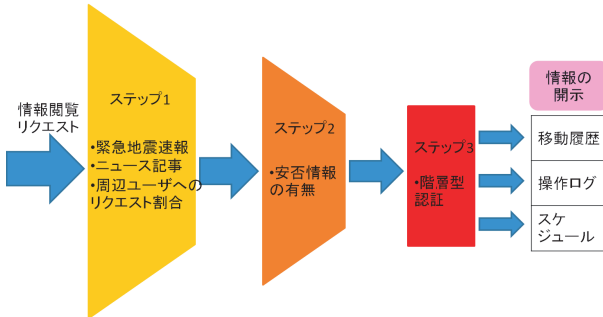 情報閲覧
リクエスト
ステップ1
•緊急地震速報
•ニュース記事
•周辺ユーザへの
リクエスト割合
ステップ2
•安否情報
の有無
ステップ3
•階層型
認証
情報の
開示
移動履歴
操作ログ
スケ
ジュール